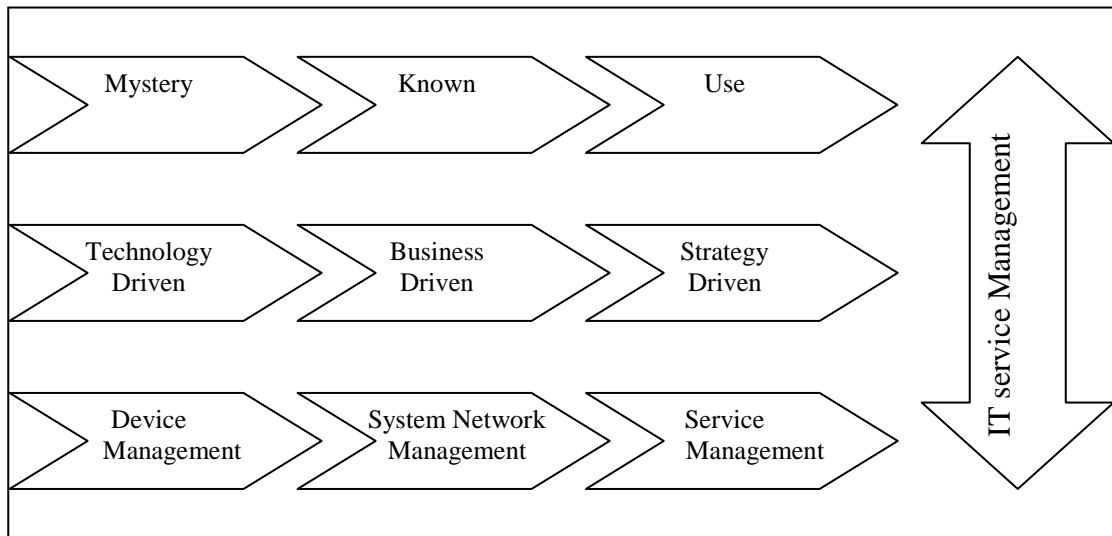 Mystery
Known
Use
Technology
Driven
Business
Driven
Strategy
Driven
Device
Management
System Network
Management
Service
Management
IT service Management